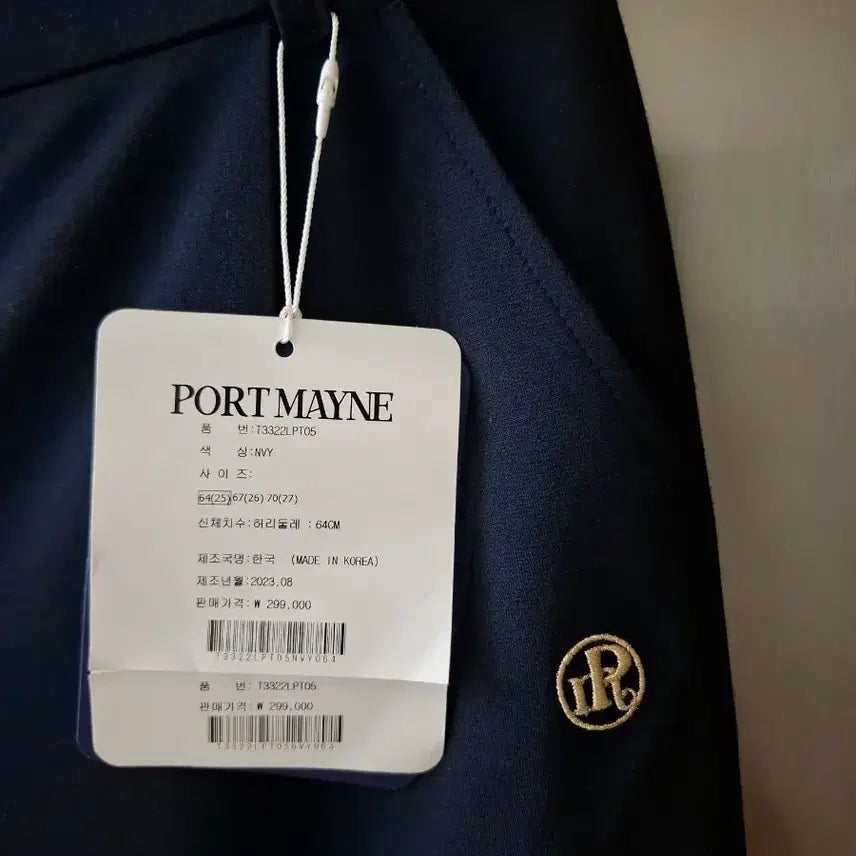 PORT MAYNE
품 번:T3322LPT05
색 상:NVY
사 이 즈:
64(25) 67(26) 70(27)
신체치수:허리둘레 : 64CM
제조국명:한국 (MADE IN KOREA)
제조년월:2023.08
판매가격:₩ 299,000
T3322LPT05NVY064
품 번:T3322LPT05
판매가격:₩ 299,000
T3322LPT05NVY064
IR